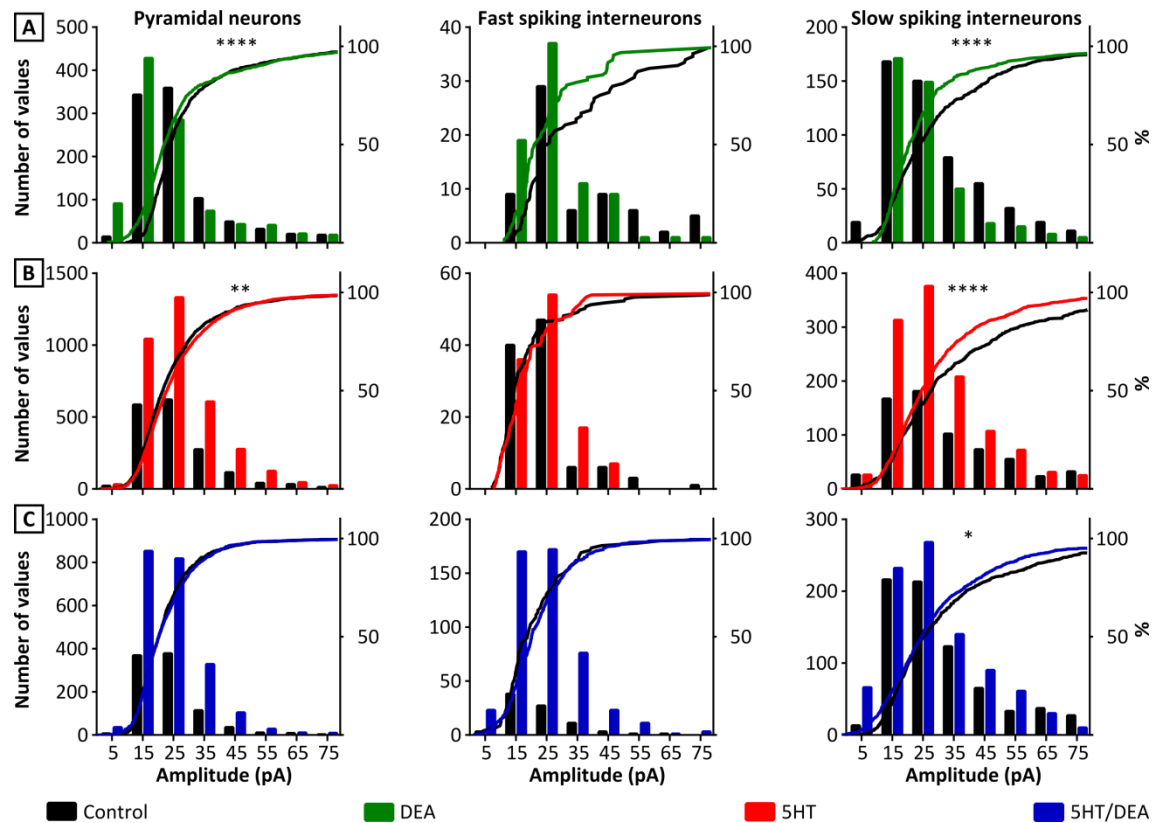 A Pyramidal neurons Fast spiking interneurons Slow spiking interneurons
500 400 300 200 100 0 **** 100 50 40 30 20 10 0 100 50 200 150 100 50 0 **** 100 50 %
Number of values
B
1500 1000 500 0 ** 100 50 60 40 20 0 100 50 400 300 200 100 0 **** 100 50 %
Number of values
C
1000 800 600 400 200 0 100 50 200 150 100 50 0 100 50 300 200 100 0 * 100 50 %
Number of values
5 15 25 35 45 55 65 75 5 15 25 35 45 55 65 75 5 15 25 35 45 55 65 75
Amplitude (pA) Amplitude (pA) Amplitude (pA)
Control DEA 5HT 5HT/DEA